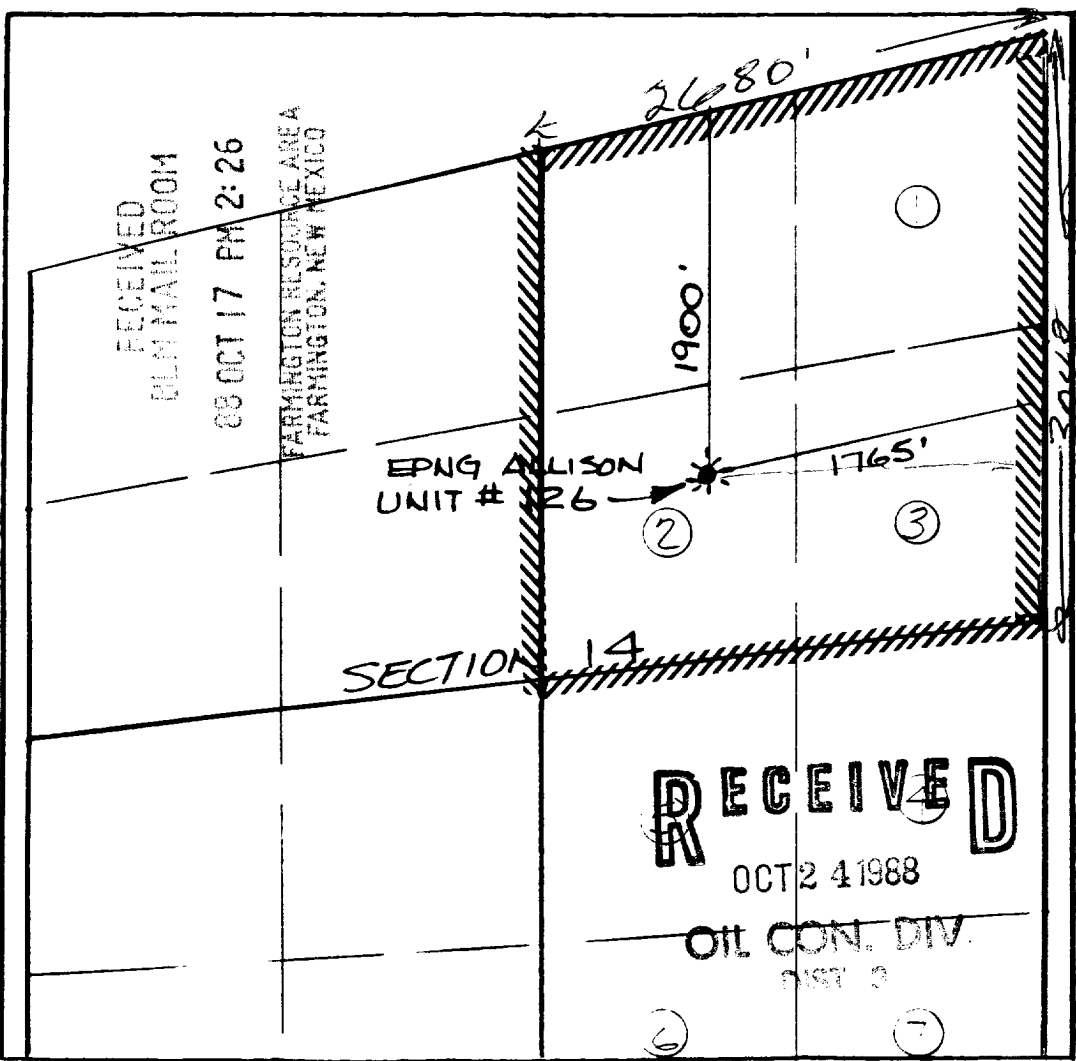 2680'
RECEIVED
BLM MAIL ROOM
88 OCT 17 PM 2:26
FARMINGTON RESOURCE AREA
FARMINGTON, NEW MEXICO
1
1900'
EPNG ALLISON
UNIT # 126
1765'
2
3
SECTION 14
RECEIVED
4
OCT 24 1988
OIL CON. DIV.
DIST. 3
6
7